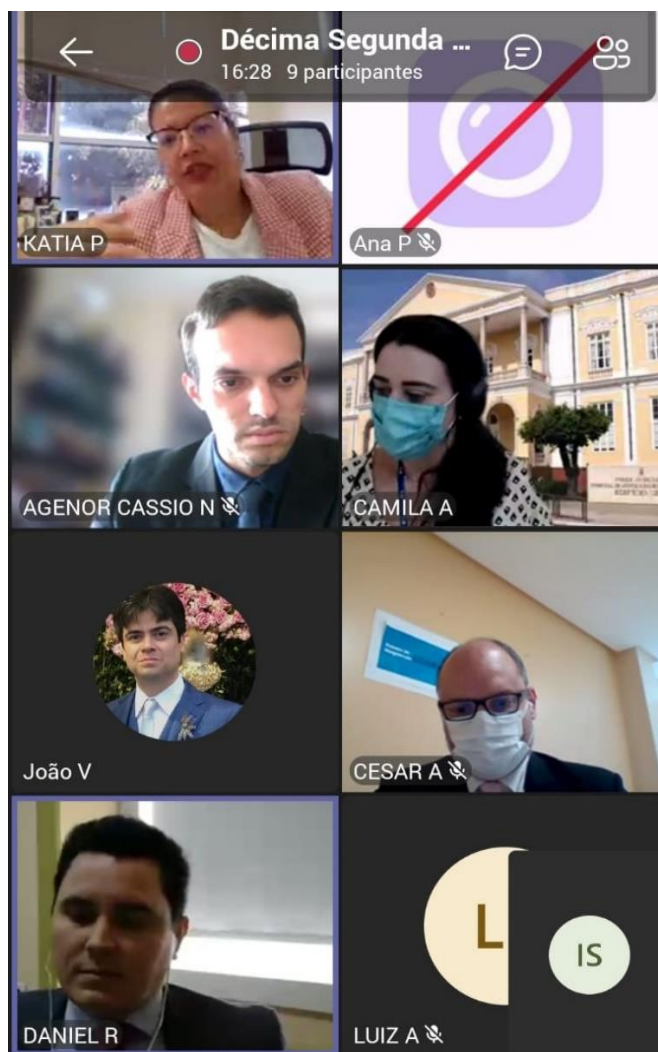 Décima Segunda ...
16:28 9 participantes
KATIA P
Ana P
AGENOR CASSIO N
CAMILA A
João V
CESAR A
DANIEL R
L
LUIZ A
IS